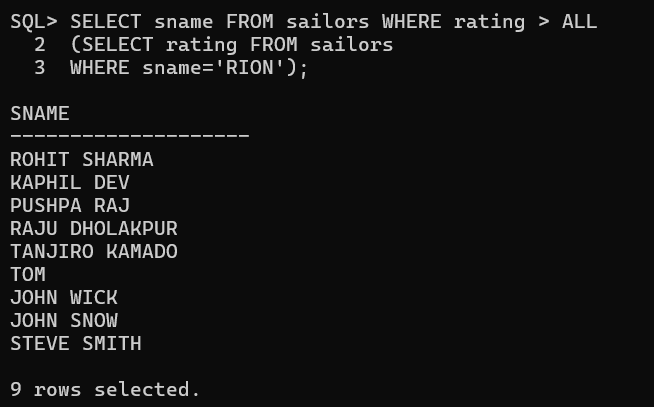 SQL> SELECT sname FROM sailors WHERE rating > ALL
  2  (SELECT rating FROM sailors
  3  WHERE sname='RION');

SNAME
--------------------
ROHIT SHARMA
KAPHIL DEV
PUSHPA RAJ
RAJU DHOLAKPUR
TANJIRO KAMADO
TOM
JOHN WICK
JOHN SNOW
STEVE SMITH

9 rows selected.